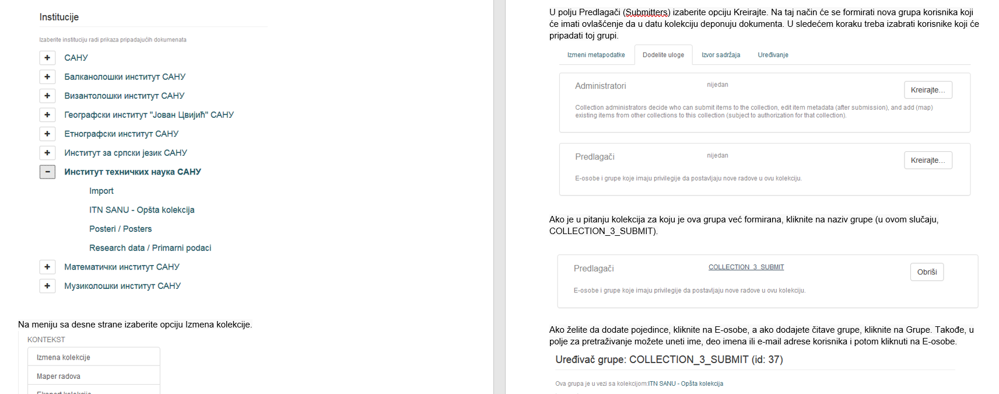 Institucije
Izaberite instituciju radi prikaza pripadajućih dokumenata
САНУ
Балканолошки институт САНУ
Византолошки институт САНУ
Географски институт "Јован Цвијић" САНУ
Етнографски институт САНУ
Институт за српски језик САНУ
Институт техничких наука САНУ
Import
ITN SANU - Opšta kolekcija
Posteri / Posters
Research data / Primarni podaci
Математички институт САНУ
Музиколошки институт САНУ
Na meniju sa desne strane izaberite opciju Izmena kolekcije.
KONTEKST
Izmena kolekcije
Maper radova
Eksport kolekcije
U polju Predlagači (Submitters) izaberite opciju Kreirajte. Na taj način će se formirati nova grupa korisnika koji
će imati ovlašćenje da u datu kolekciju deponuju dokumenta. U sledećem koraku treba izabrati korisnike koji će
pripadati toj grupi.
Izmeni metapodatke Dodelite uloge Izvor sadržaja Uređivanje
Administratori nijedan Kreirajte...
Collection administrators decide who can submit items to the collection, edit item metadata (after submission), and add (map)
existing items from other collections to this collection (subject to authorization for that collection).
Predlagači nijedan Kreirajte...
E-osobe i grupe koje imaju privilegije da postavljaju nove radove u ovu kolekciju.
Ako je u pitanju kolekcija za koju je ova grupa već formirana, kliknite na naziv grupe (u ovom slučaju,
COLLECTION_3_SUBMIT).
Predlagači COLLECTION_3_SUBMIT Obriši
E-osobe i grupe koje imaju privilegije da postavljaju nove radove u ovu kolekciju.
Ako želite da dodate pojedince, kliknite na E-osobe, a ako dodajete čitave grupe, kliknite na Grupe. Takođe, u
polje za pretraživanje možete uneti ime, deo imena ili e-mail adrese korisnika i potom kliknuti na E-osobe.
Uređivač grupe: COLLECTION_3_SUBMIT (id: 37)
Ova grupa je u vezi sa kolekcijom:ITN SANU - Opšta kolekcija